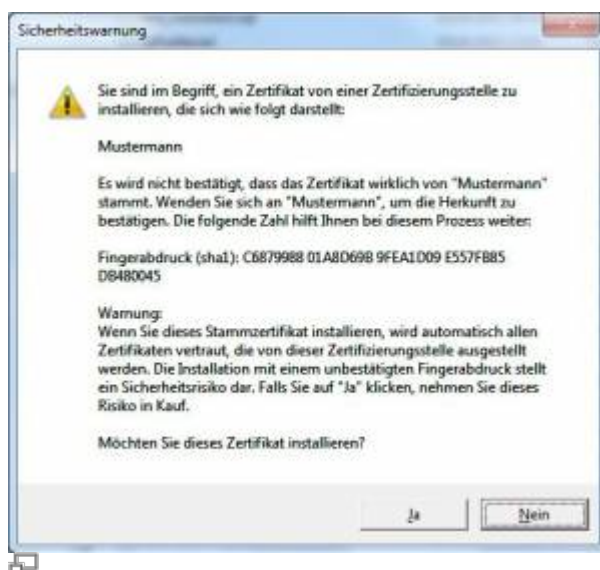 Sicherheitswarnung
Sie sind im Begriff, ein Zertifikat von einer Zertifizierungsstelle zu
installieren, die sich wie folgt darstellt:
Mustermann
Es wird nicht bestätigt, dass das Zertifikat wirklich von "Mustermann"
stammt. Wenden Sie sich an "Mustermann", um die Herkunft zu
bestätigen. Die folgende Zahl hilft Ihnen bei diesem Prozess weiter:
Fingerabdruck (sha1): C6879988 01A8D69B 9FEA1D09 E557FB85
DB480045
Warnung:
Wenn Sie dieses Stammzertifikat installieren, wird automatisch allen
Zertifikaten vertraut, die von dieser Zertifizierungsstelle ausgestellt
werden. Die Installation mit einem unbestätigten Fingerabdruck stellt
ein Sicherheitsrisiko dar. Falls Sie auf "Ja" klicken, nehmen Sie dieses
Risiko in Kauf.
Möchten Sie dieses Zertifikat installieren?
Ja
Nein